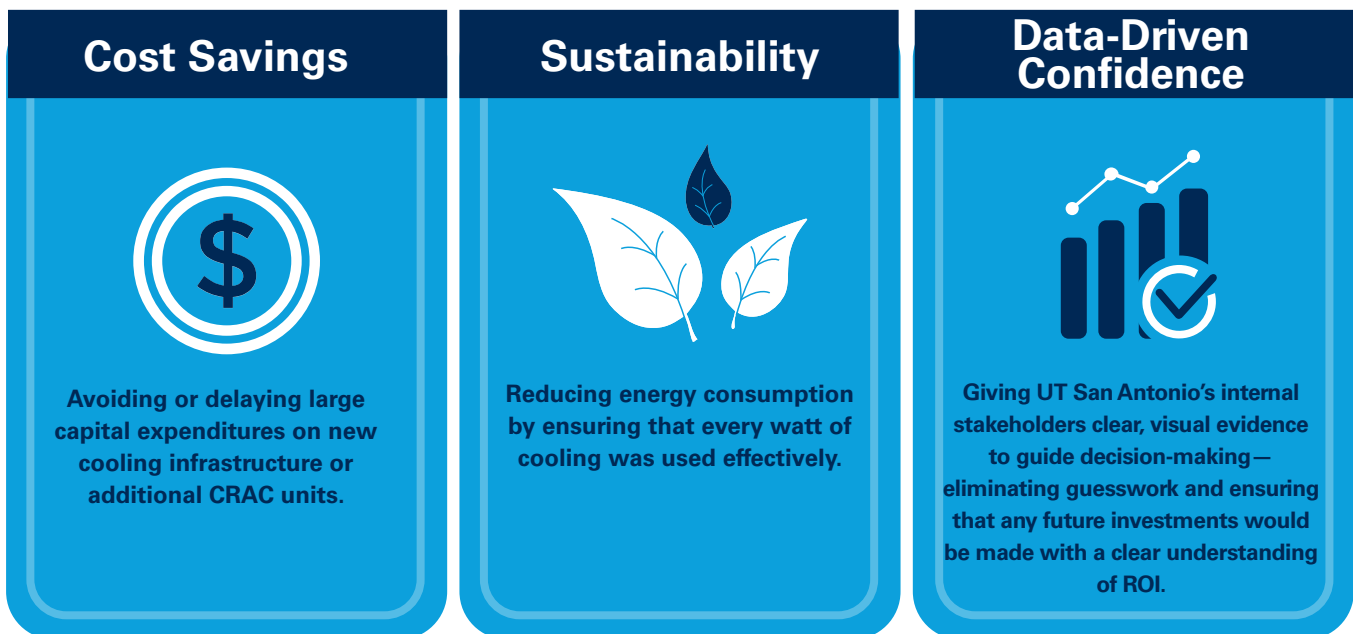 Cost Savings
$
Avoiding or delaying large
capital expenditures on new
cooling infrastructure or
additional CRAC units.
Sustainability
Reducing energy consumption
by ensuring that every watt of
cooling was used effectively.
Data-Driven
Confidence
Giving UT San Antonio’s internal
stakeholders clear, visual evidence
to guide decision-making—
eliminating guesswork and ensuring
that any future investments would
be made with a clear understanding
of ROI.